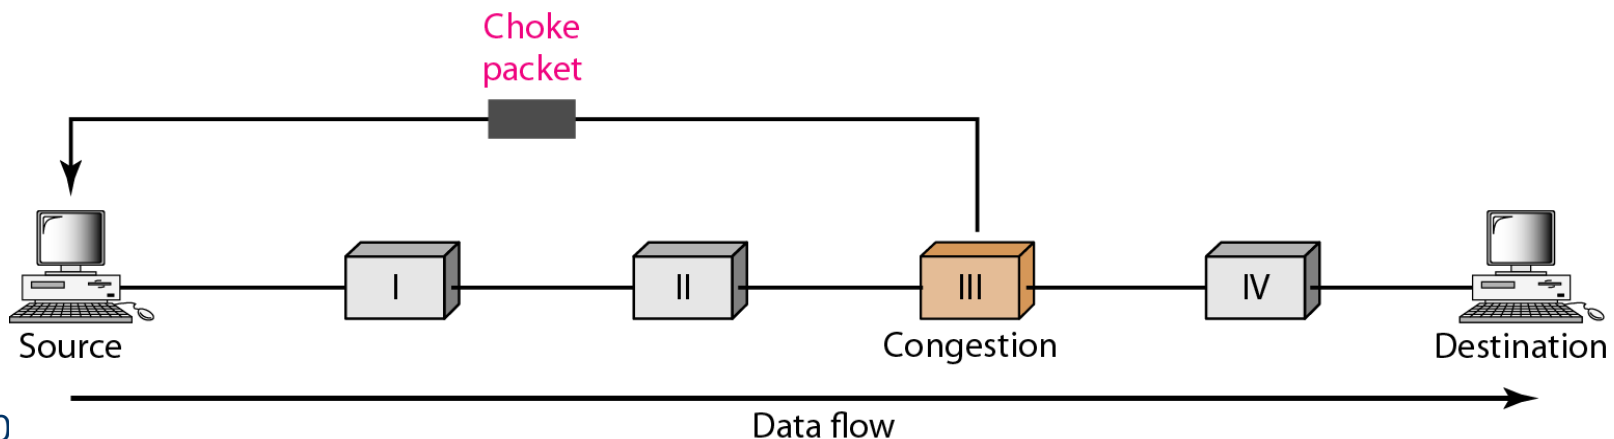 Choke
packet
I
II
III
IV
Source
Congestion
Destination
Data flow